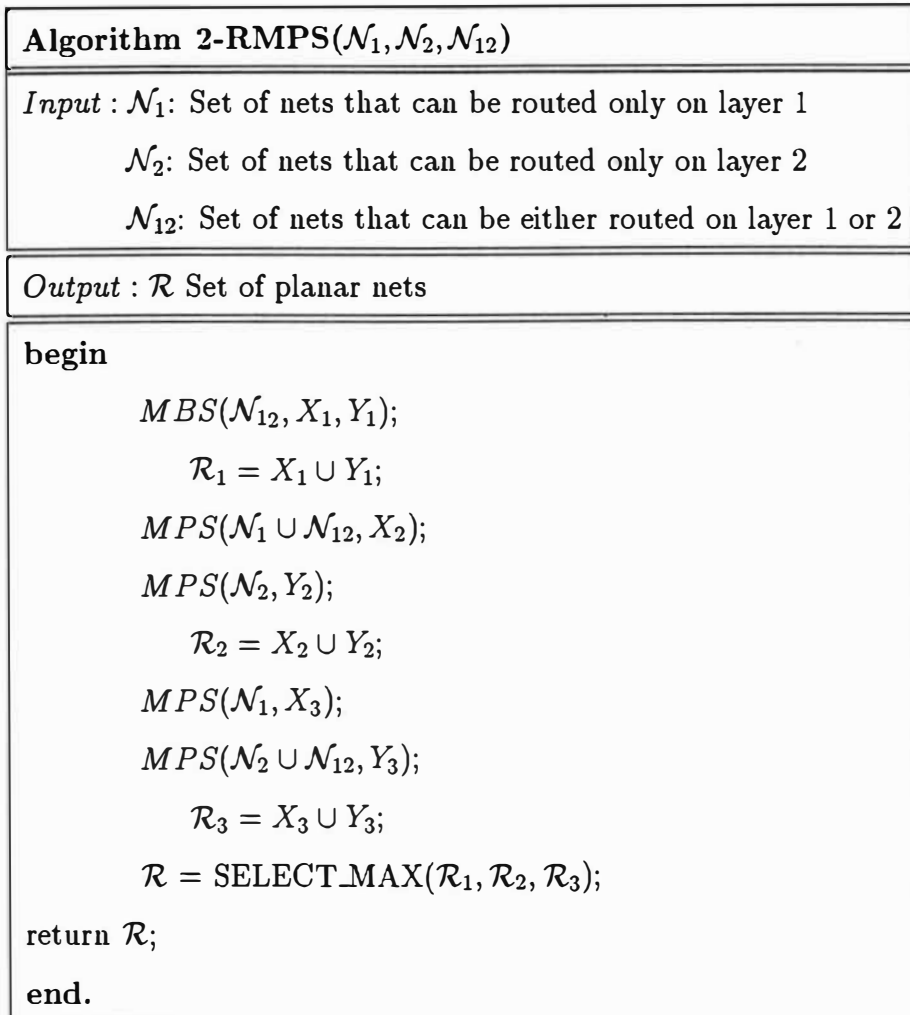 Algorithm 2-RMPS(𝒩₁, 𝒩₂, 𝒩₁₂)
Input : 𝒩₁: Set of nets that can be routed only on layer 1
𝒩₂: Set of nets that can be routed only on layer 2
𝒩₁₂: Set of nets that can be either routed on layer 1 or 2
Output : ℛ Set of planar nets
begin
MBS(𝒩₁₂, X₁, Y₁);
ℛ₁ = X₁ ∪ Y₁;
MPS(𝒩₁ ∪ 𝒩₁₂, X₂);
MPS(𝒩₂, Y₂);
ℛ₂ = X₂ ∪ Y₂;
MPS(𝒩₁, X₃);
MPS(𝒩₂ ∪ 𝒩₁₂, Y₃);
ℛ₃ = X₃ ∪ Y₃;
ℛ = SELECT_MAX(ℛ₁, ℛ₂, ℛ₃);
return ℛ;
end.